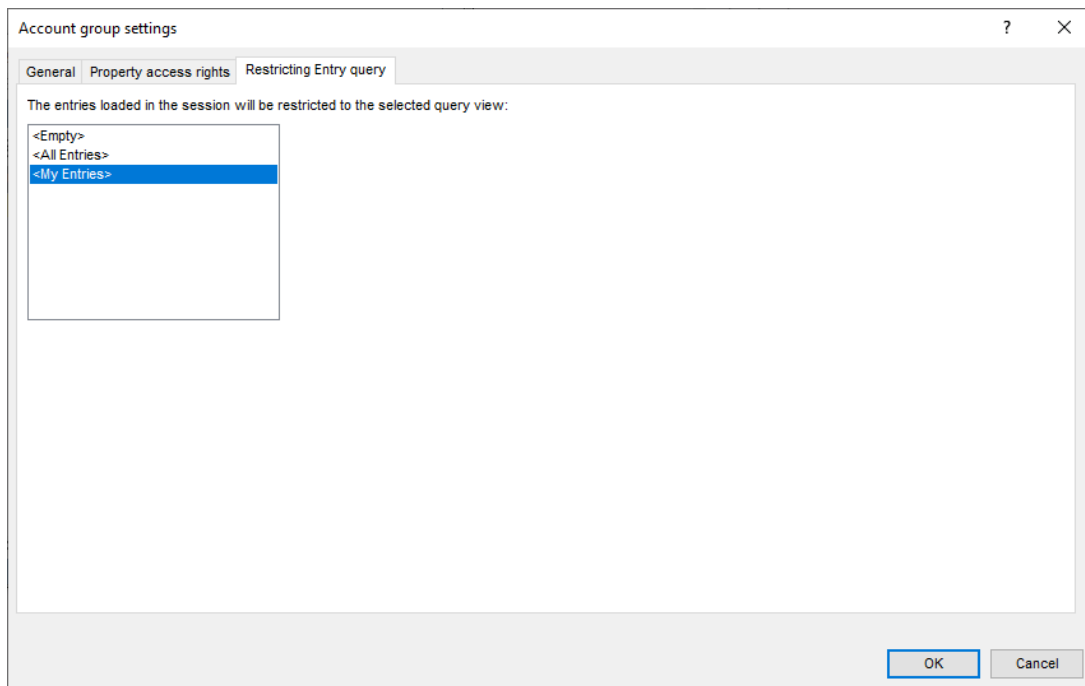 Account group settings
?
General
Property access rights
Restricting Entry query
The entries loaded in the session will be restricted to the selected query view:
<Empty>
<All Entries>
<My Entries>
OK
Cancel